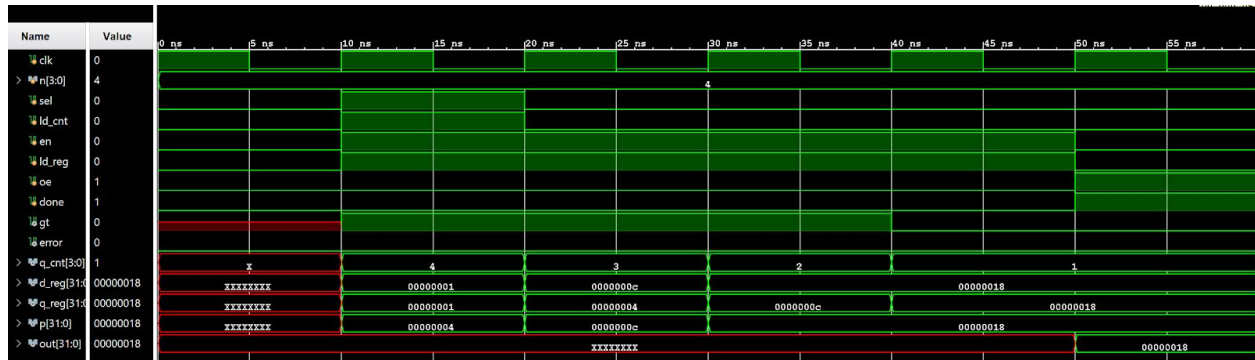 Name Value
0 ns 5 ns 10 ns 15 ns 20 ns 25 ns 30 ns 35 ns 40 ns 45 ns 50 ns 55 ns
clk 0
> n[3:0] 4 4
sel 0
ld_cnt 0
en 0
ld_reg 0
oe 1
done 1
gt 0
error 0
> q_cnt[3:0] 1 X 4 3 2 1
> d_reg[31:0 00000018 XXXXXXXX 00000001 0000000c 00000018
> q_reg[31:0 00000018 XXXXXXXX 00000001 00000004 0000000c 00000018
> p[31:0] 00000018 XXXXXXXX 00000004 0000000c 00000018
> out[31:0] 00000018 XXXXXXXX 00000018